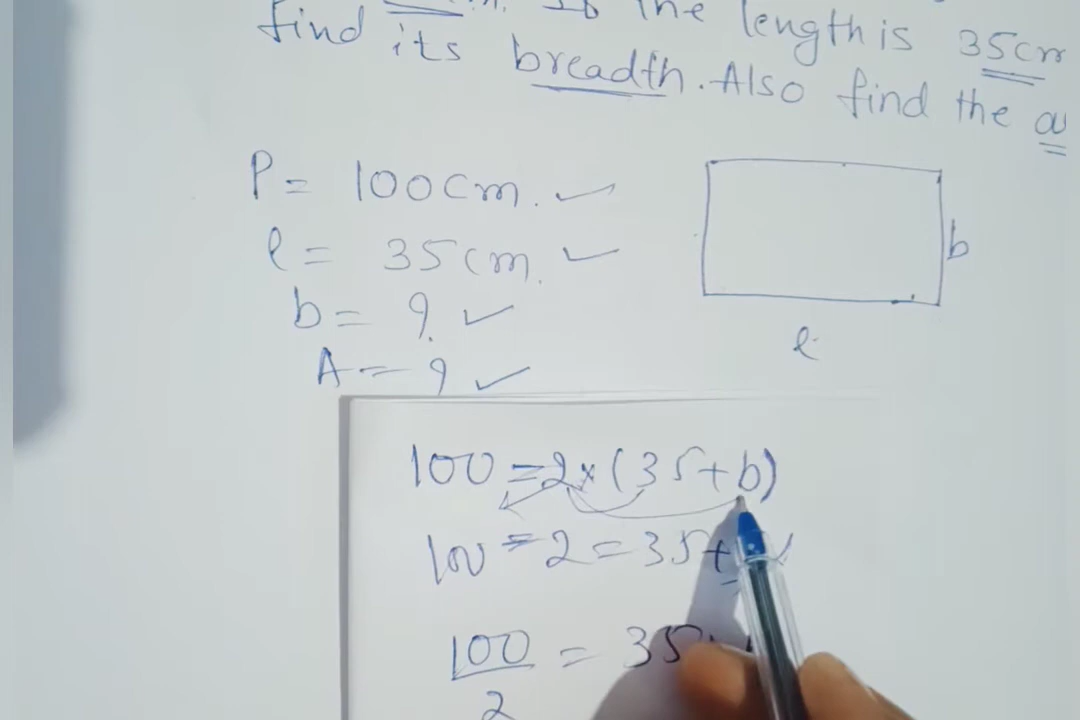 the length is 35cm
find its breadth. Also find the
P = 100cm.
l = 35cm.
b = ?
A = ?
b
l
100 = 2 × (35+b)
100 ÷ 2 = 35+
100 = 35
2